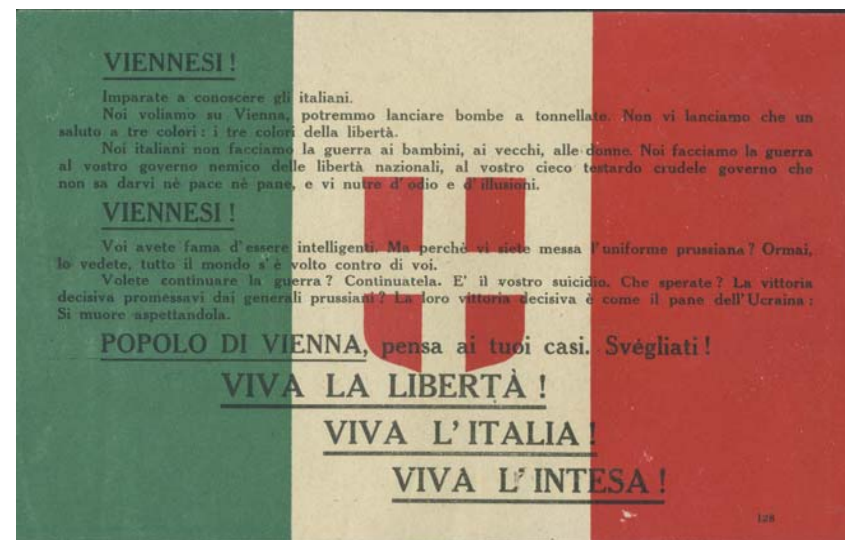 VIENNESI !
Imparate a conoscere gli italiani.
Noi voliamo su Vienna, potremmo lanciare bombe a tonnellate. Non vi lanciamo che un
saluto a tre colori : i tre colori della libertà.
Noi italiani non facciamo la guerra ai bambini, ai vecchi, alle donne. Noi facciamo la guerra
al vostro governo nemico delle libertà nazionali, al vostro cieco testardo crudele governo che
non sa darvi nè pace nè pane, e vi nutre d' odio e d' illusioni.
VIENNESI !
Voi avete fama d' essere intelligenti. Ma perchè vi siete messa l' uniforme prussiana ? Ormai,
lo vedete, tutto il mondo s' è volto contro di voi.
Volete continuare la guerra ? Continuatela. E' il vostro suicidio. Che sperate ? La vittoria
decisiva promessavi dai generali prussiani ? La loro vittoria decisiva è come il pane dell'Ucraina :
Si muore aspettandola.
POPOLO DI VIENNA, pensa ai tuoi casi. Svégliati !
VIVA LA LIBERTÀ !
VIVA L' ITALIA !
VIVA L' INTESA !
128